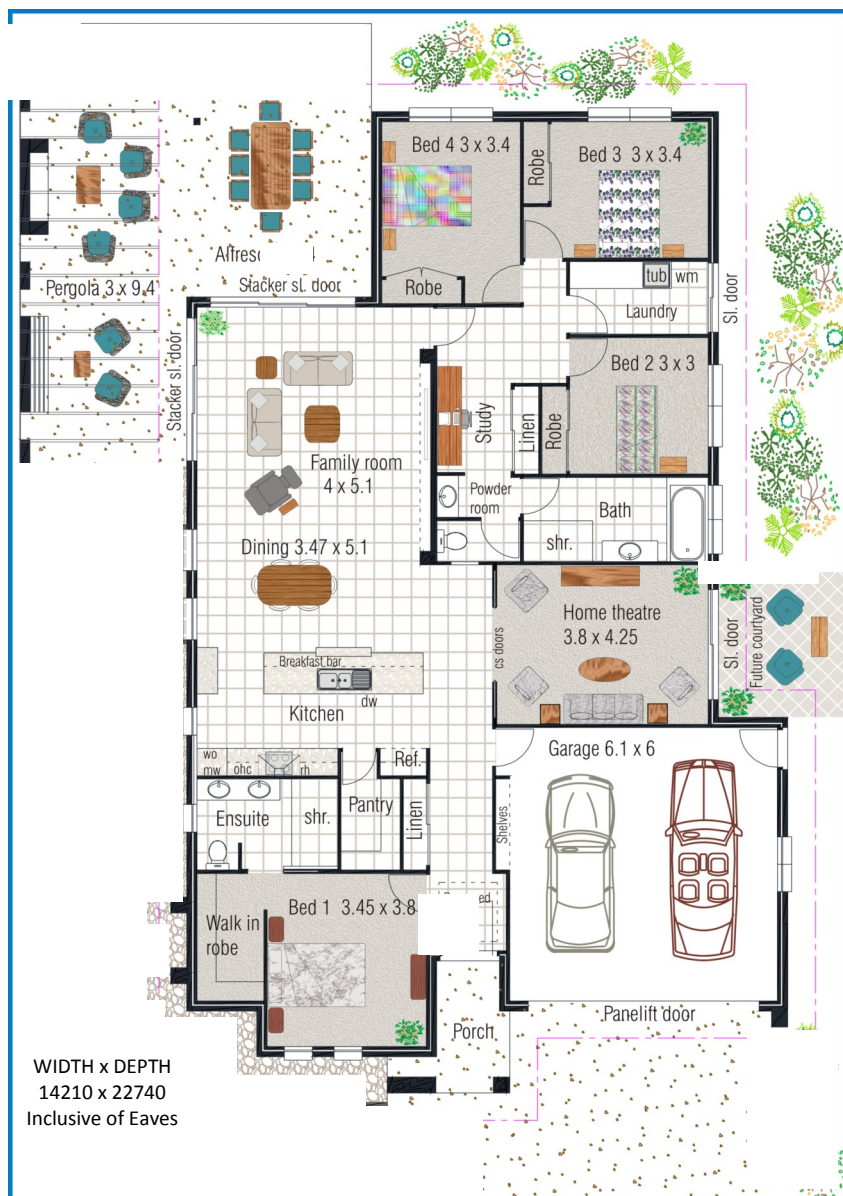 Bed 4 3 x 3.4
Robe
Bed 3 3 x 3.4
Alfresc
Robe
tub
wm
Pergola 3 x 9.4
Stacker sl. door
Laundry
Sl. door
Stacker sl. door
Bed 2 3 x 3
Study
Linen
Robe
Family room
4 x 5.1
Powder
room
Bath
Dining 3.47 x 5.1
shr.
Home theatre
3.8 x 4.25
cs doors
Sl. door
Future courtyard
Breakfast bar
dw
Kitchen
Garage 6.1 x 6
wo
mw
ohc
rh
Ref.
Ensuite
shr.
Pantry
Linen
Shelves
Bed 1 3.45 x 3.8
ed
Walk in
robe
Porch
Panelift door
WIDTH x DEPTH
14210 x 22740
Inclusive of Eaves